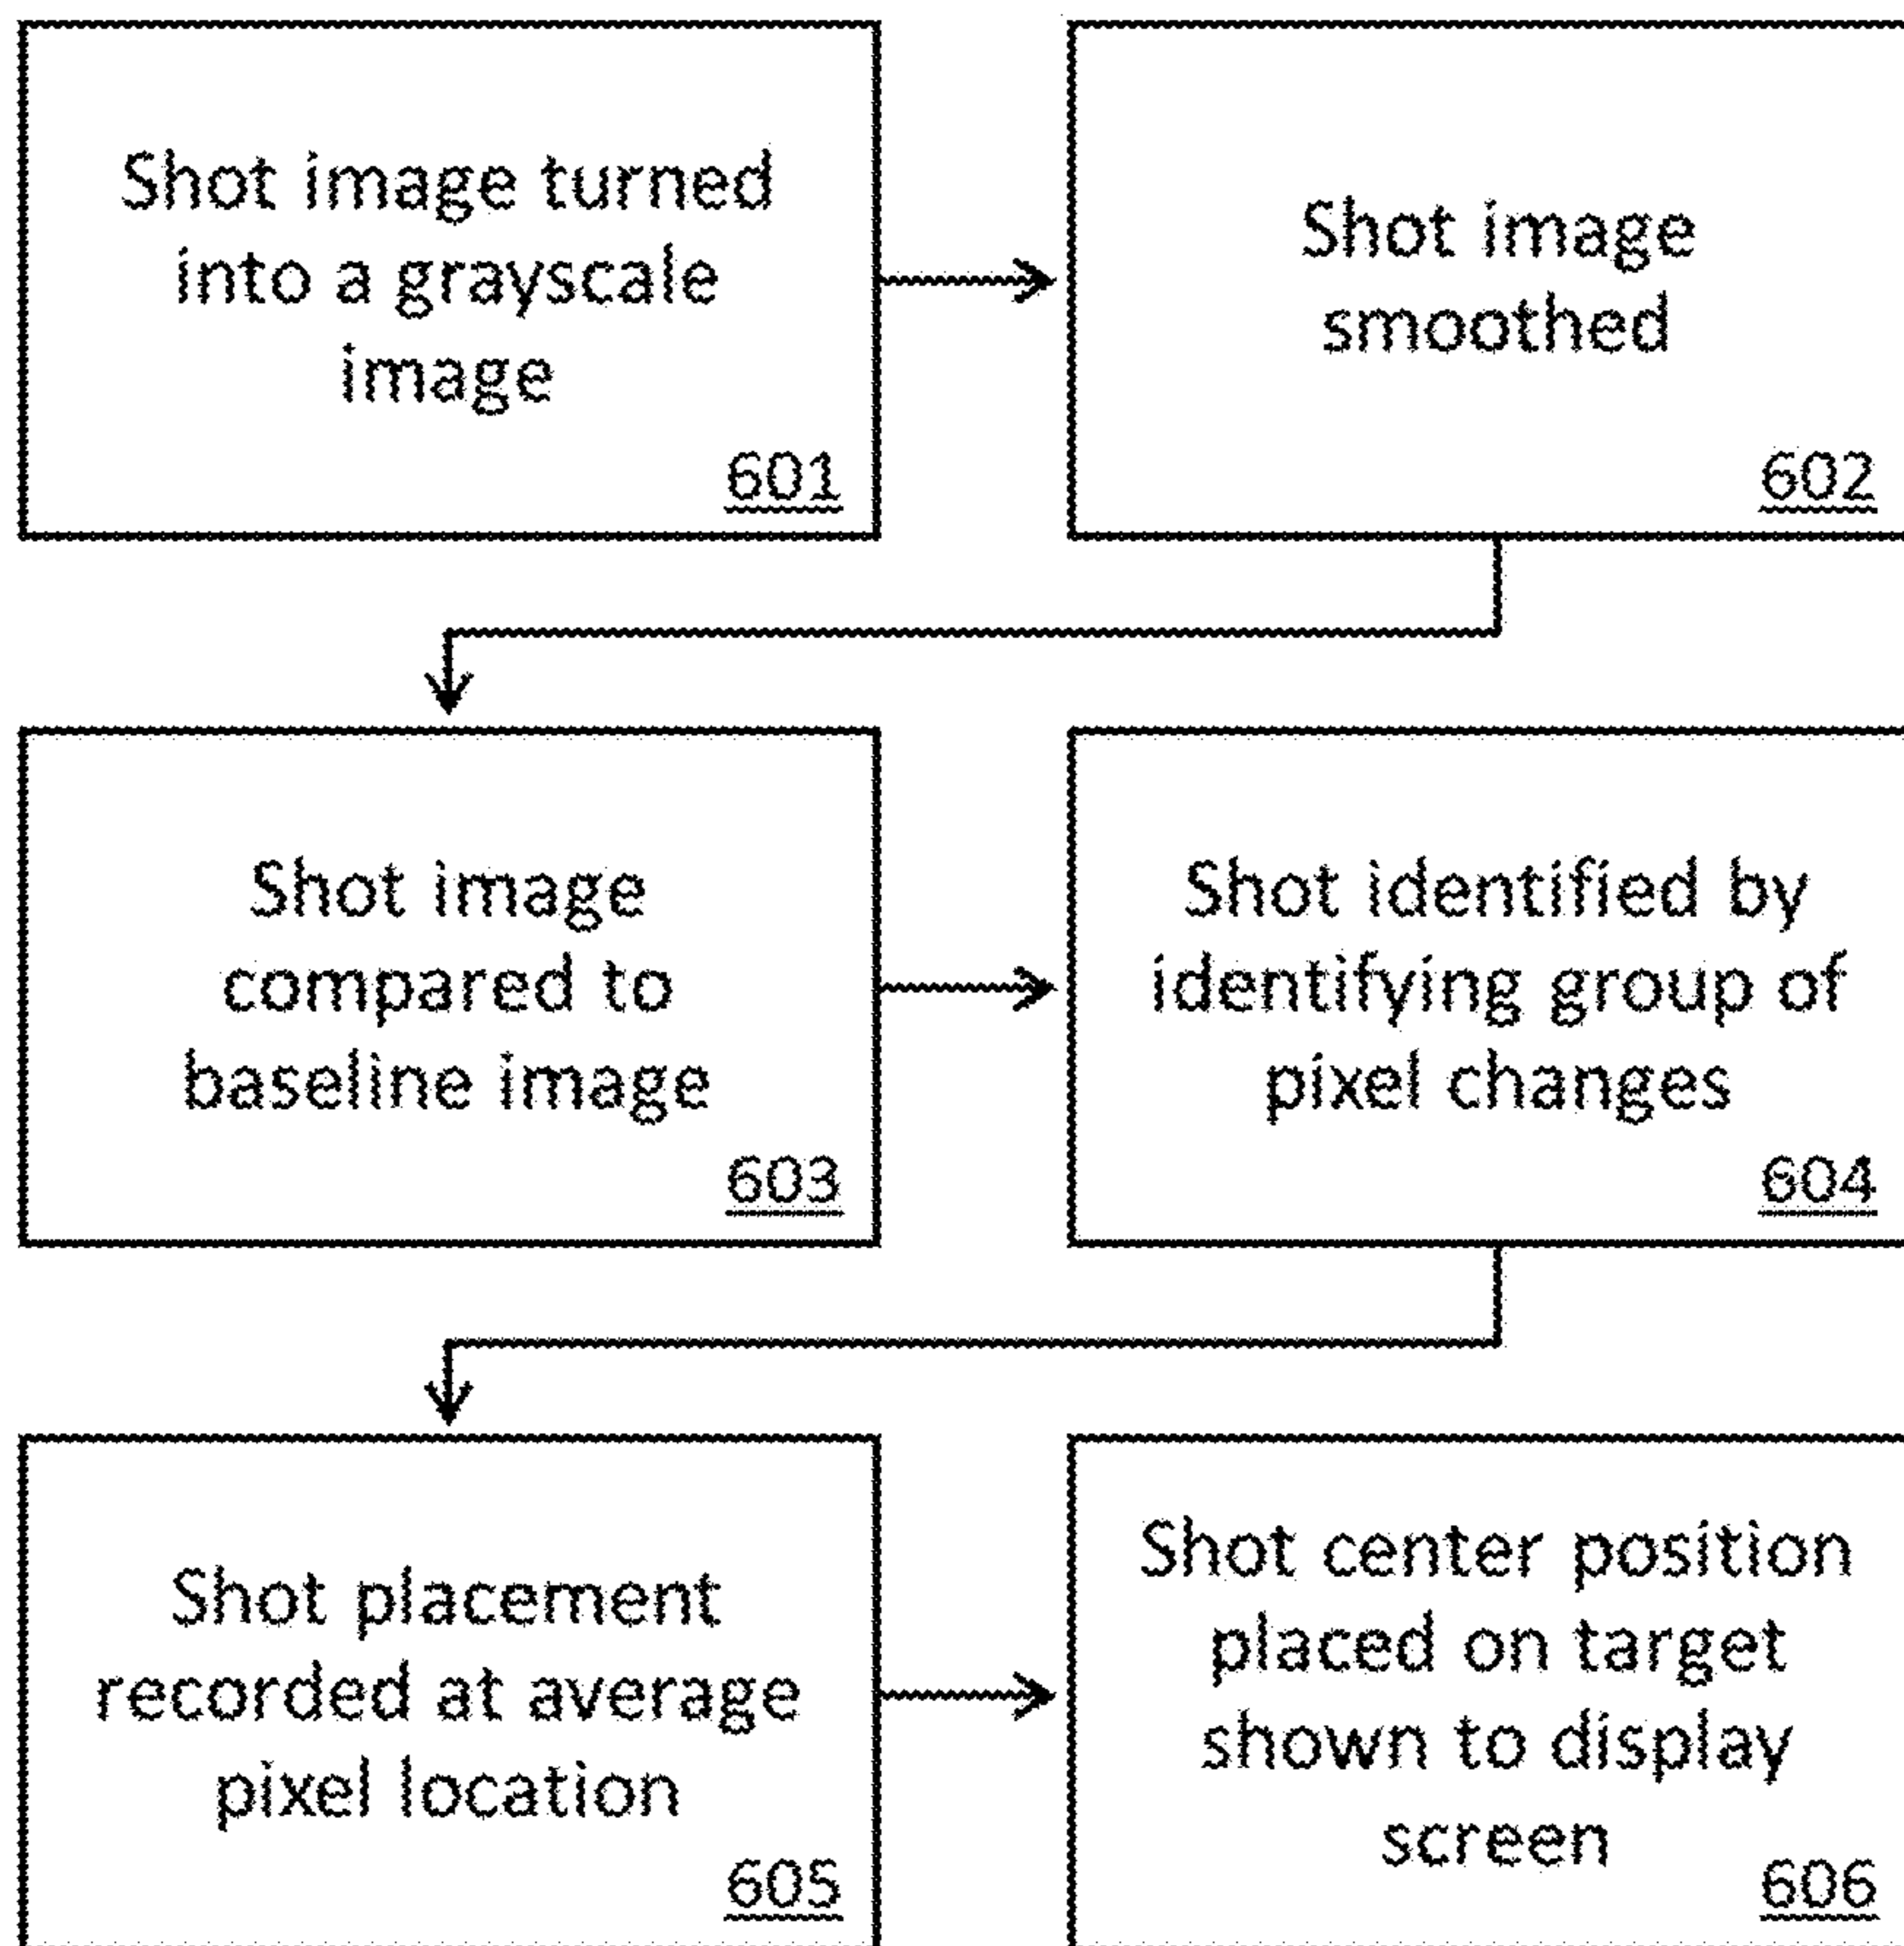 Shot image turned
into a grayscale
image
601
Shot image
smoothed
602
Shot image
compared to
baseline image
603
Shot identified by
identifying group of
pixel changes
604
Shot placement
recorded at average
pixel location
605
Shot center position
placed on target
shown to display
screen
606